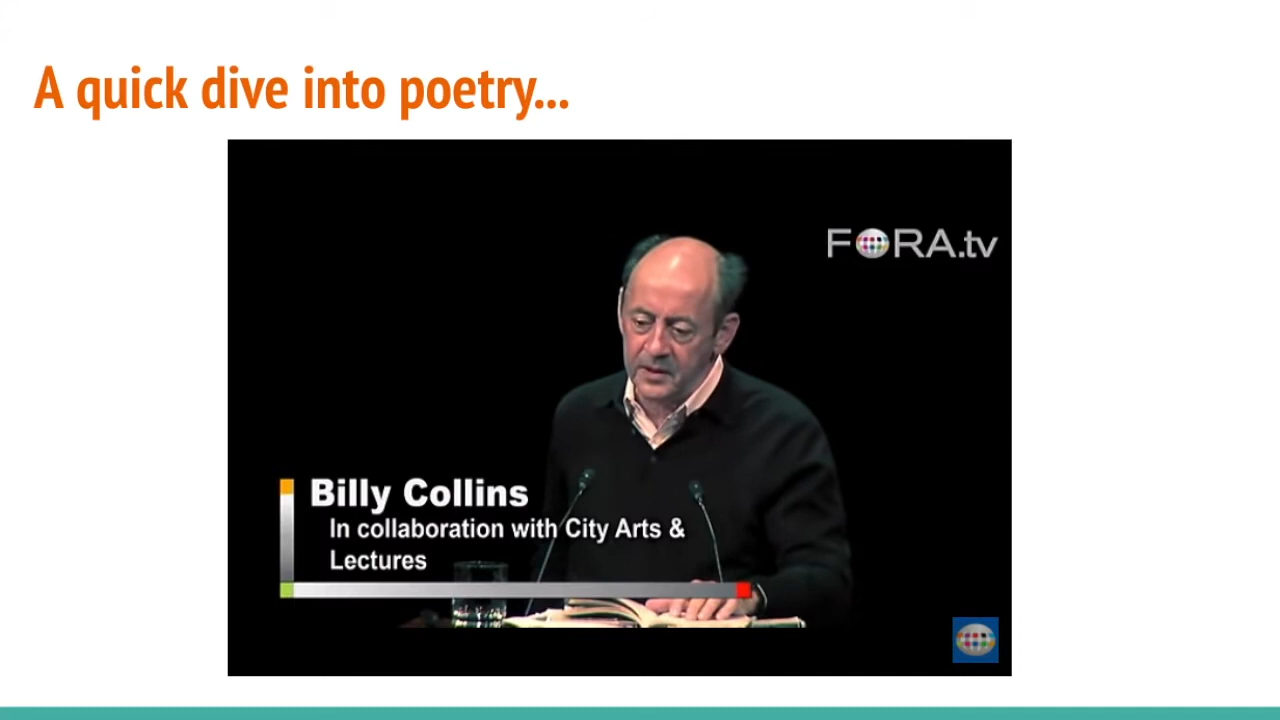 A quick dive into poetry...
FORA.tv
Billy Collins
In collaboration with City Arts &
Lectures